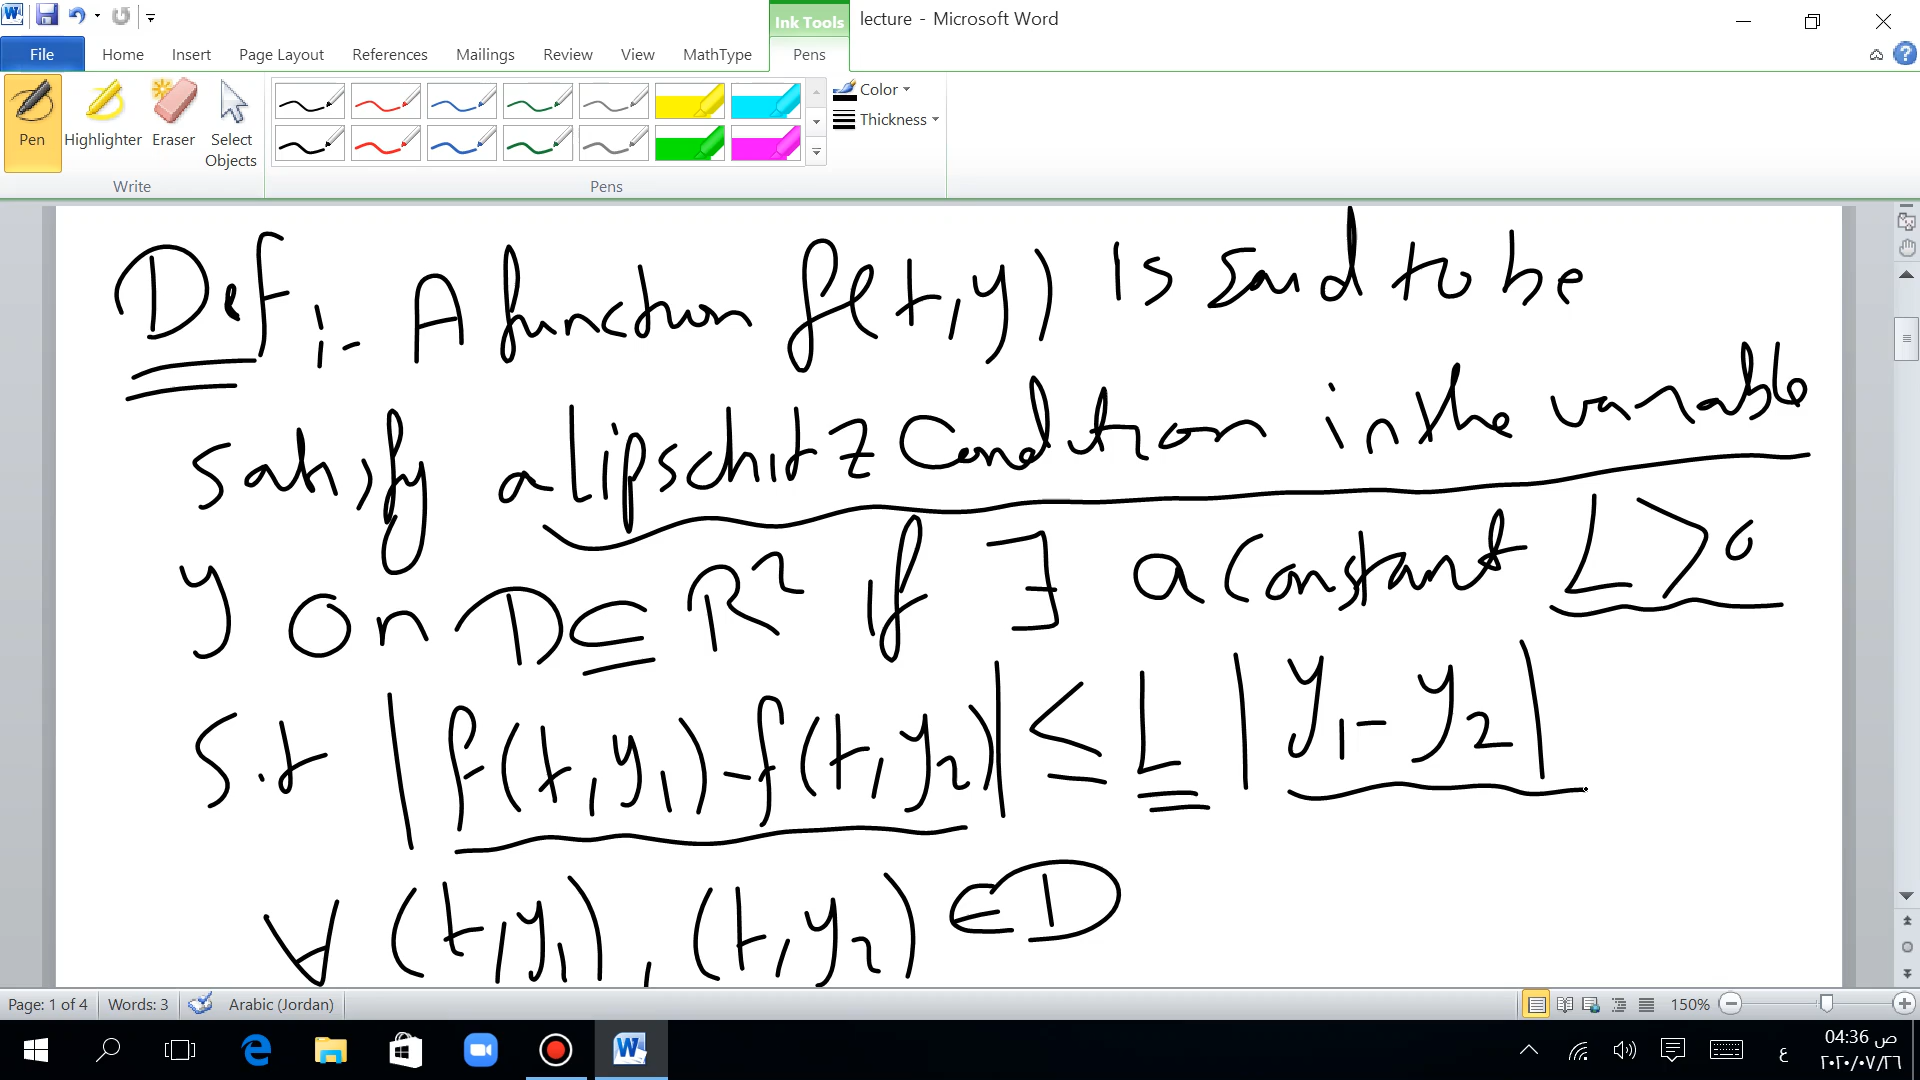 lecture - Microsoft Word
Ink Tools
File Home Insert Page Layout References Mailings Review View MathType Pens
Pen Highlighter Eraser Select Objects
Color
Thickness
Write
Pens
Def:- A function f(t,y) is said to be
satisfy a Lipschitz Condition in the variable
y on D ⊆ R² if ∃ a constant L > 0
s.t | f(t,y₁) - f(t,y₂) | ≤ L | y₁ - y₂ |
∀ (t,y₁), (t,y₂) ∈ D
Page: 1 of 4 Words: 3 Arabic (Jordan) 150%
ع
04:36 ص
٢٠٢٠/٠٧/٢٦